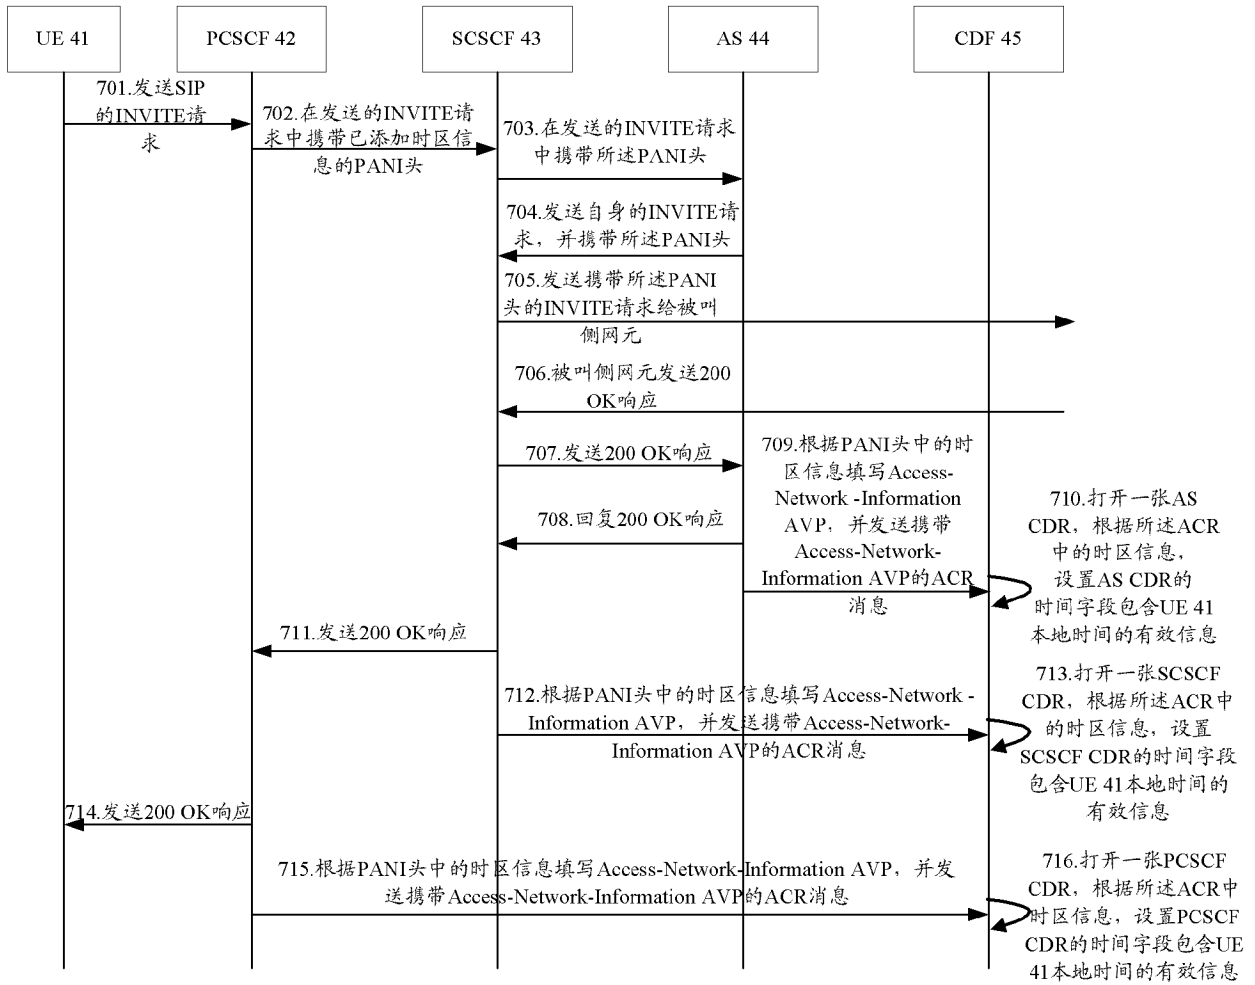 UE 41
PCSCF 42
SCSCF 43
AS 44
CDF 45
701.发送SIP
的INVITE请
求
702.在发送的INVITE请
求中携带已添加时区信
息的PANI头
703.在发送的INVITE请求
中携带所述PANI头
704.发送自身的INVITE请
求，并携带所述PANI头
705.发送携带所述PANI
头的INVITE请求给被叫
侧网元
706.被叫侧网元发送200
OK响应
707.发送200 OK响应
708.回复200 OK响应
709.根据PANI头中的时
区信息填写Access-
Network -Information
AVP，并发送携带
Access-Network-
Information AVP的ACR
消息
710.打开一张AS
CDR，根据所述ACR
中的时区信息，
设置AS CDR的
时间字段包含UE 41
本地时间的有效信息
711.发送200 OK响应
712.根据PANI头中的时区信息填写Access-Network -
Information AVP，并发送携带Access-Network-
Information AVP的ACR消息
713.打开一张SCSCF
CDR，根据所述ACR中
的时区信息，设置
SCSCF CDR的时间字段
包含UE 41本地时间的
有效信息
714.发送200 OK响应
715.根据PANI头中的时区信息填写Access-Network-Information AVP，并发
送携带Access-Network-Information AVP的ACR消息
716.打开一张PCSCF
CDR，根据所述ACR中
时区信息，设置PCSCF
CDR的时间字段包含UE
41本地时间的有效信息